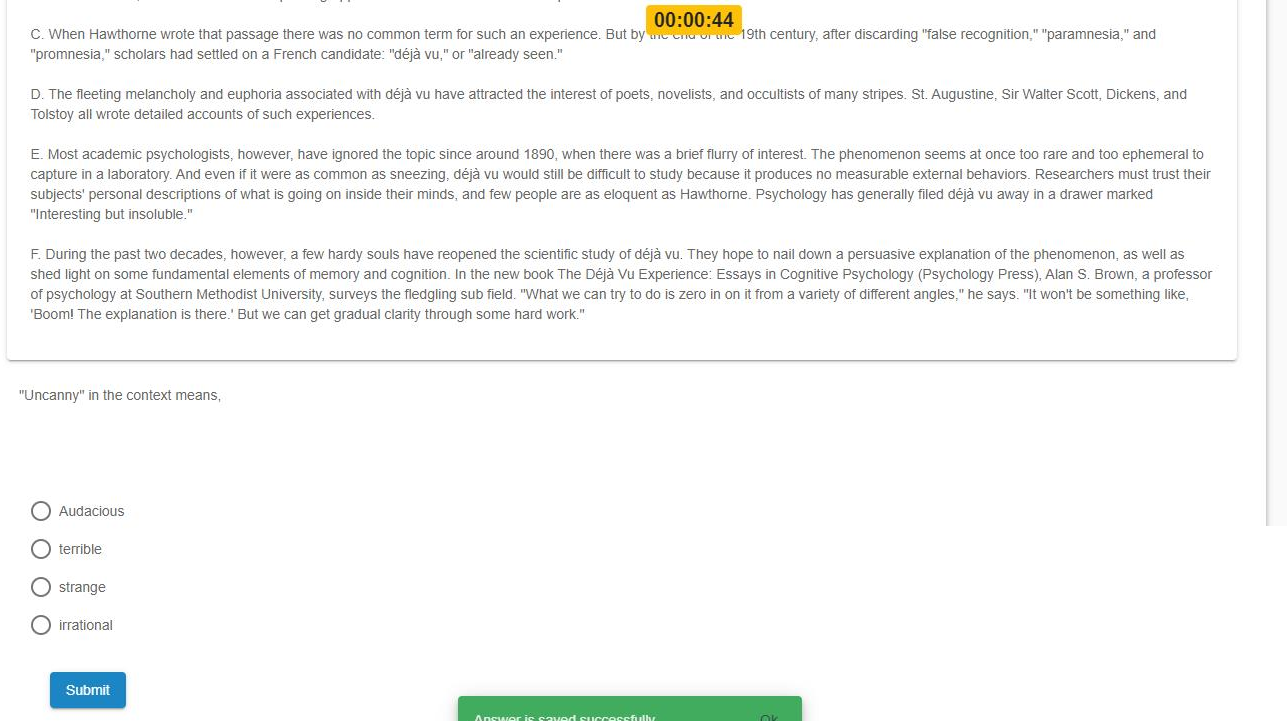 00:00:44
C. When Hawthorne wrote that passage there was no common term for such an experience. But by the end of the 19th century, after discarding "false recognition," "paramnesia," and
"promnesia," scholars had settled on a French candidate: "déjà vu," or "already seen."
D. The fleeting melancholy and euphoria associated with déjà vu have attracted the interest of poets, novelists, and occultists of many stripes. St. Augustine, Sir Walter Scott, Dickens, and
Tolstoy all wrote detailed accounts of such experiences.
E. Most academic psychologists, however, have ignored the topic since around 1890, when there was a brief flurry of interest. The phenomenon seems at once too rare and too ephemeral to
capture in a laboratory. And even if it were as common as sneezing, déjà vu would still be difficult to study because it produces no measurable external behaviors. Researchers must trust their
subjects' personal descriptions of what is going on inside their minds, and few people are as eloquent as Hawthorne. Psychology has generally filed déjà vu away in a drawer marked
"Interesting but insoluble."
F. During the past two decades, however, a few hardy souls have reopened the scientific study of déjà vu. They hope to nail down a persuasive explanation of the phenomenon, as well as
shed light on some fundamental elements of memory and cognition. In the new book The Déjà Vu Experience: Essays in Cognitive Psychology (Psychology Press), Alan S. Brown, a professor
of psychology at Southern Methodist University, surveys the fledgling sub field. "What we can try to do is zero in on it from a variety of different angles," he says. "It won't be something like,
'Boom! The explanation is there.' But we can get gradual clarity through some hard work."
"Uncanny" in the context means,
Audacious
terrible
strange
irrational
Submit
Answer is saved successfully Ok